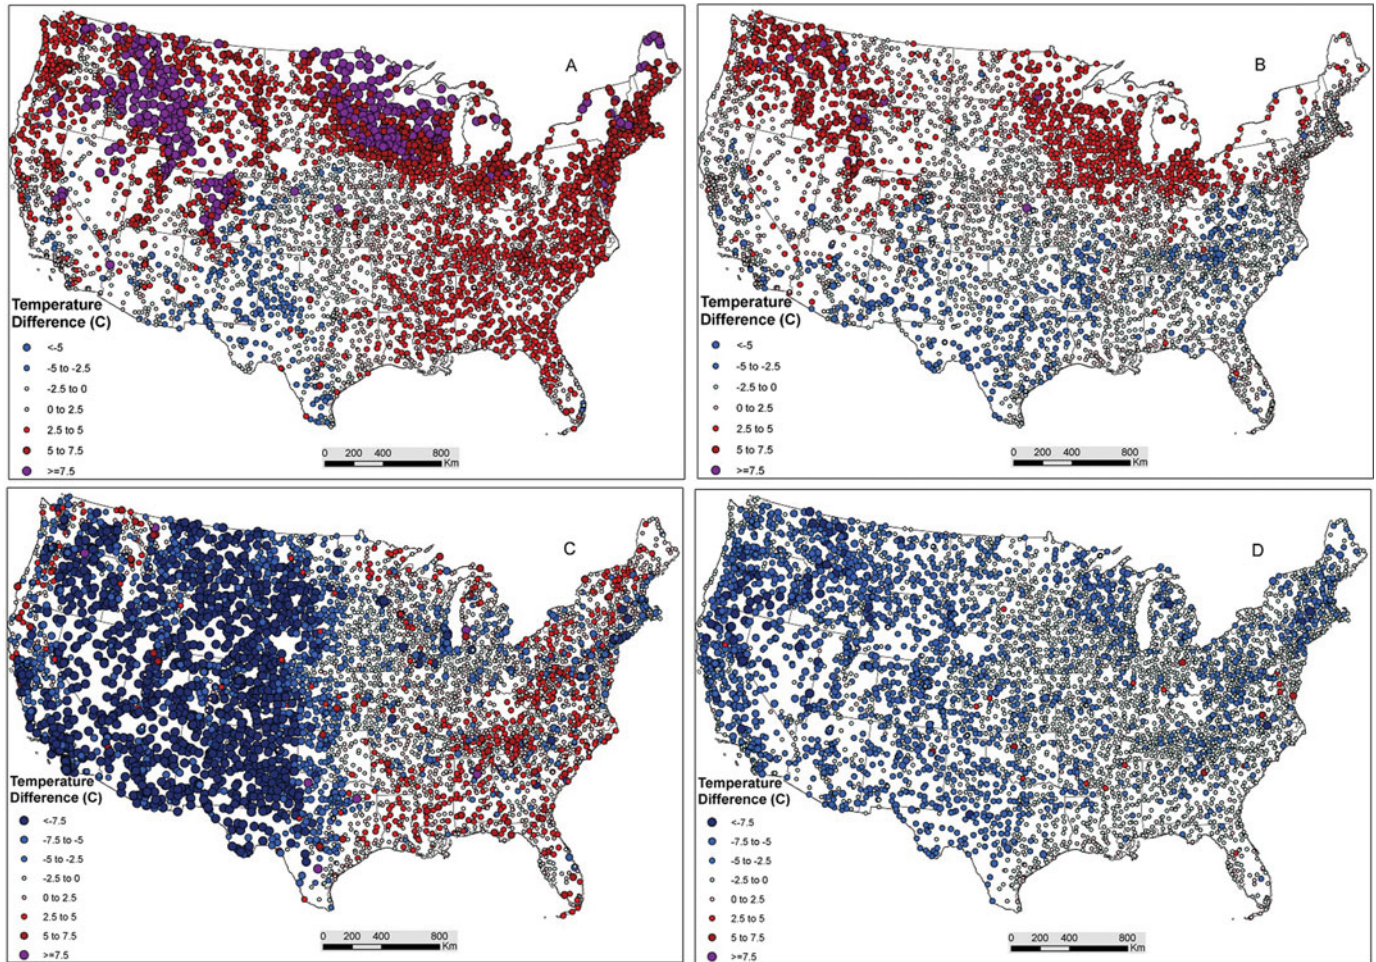 A
Temperature
Difference (C)
<-5
-5 to -2.5
-2.5 to 0
0 to 2.5
2.5 to 5
5 to 7.5
>=7.5
0 200 400 800
Km
B
Temperature
Difference (C)
<-5
-5 to -2.5
-2.5 to 0
0 to 2.5
2.5 to 5
5 to 7.5
>=7.5
0 200 400 800
Km
C
Temperature
Difference (C)
<-7.5
-7.5 to -5
-5 to -2.5
-2.5 to 0
0 to 2.5
2.5 to 5
5 to 7.5
>=7.5
0 200 400 800
Km
D
Temperature
Difference (C)
<-7.5
-7.5 to -5
-5 to -2.5
-2.5 to 0
0 to 2.5
2.5 to 5
5 to 7.5
>=7.5
0 200 400 800
Km